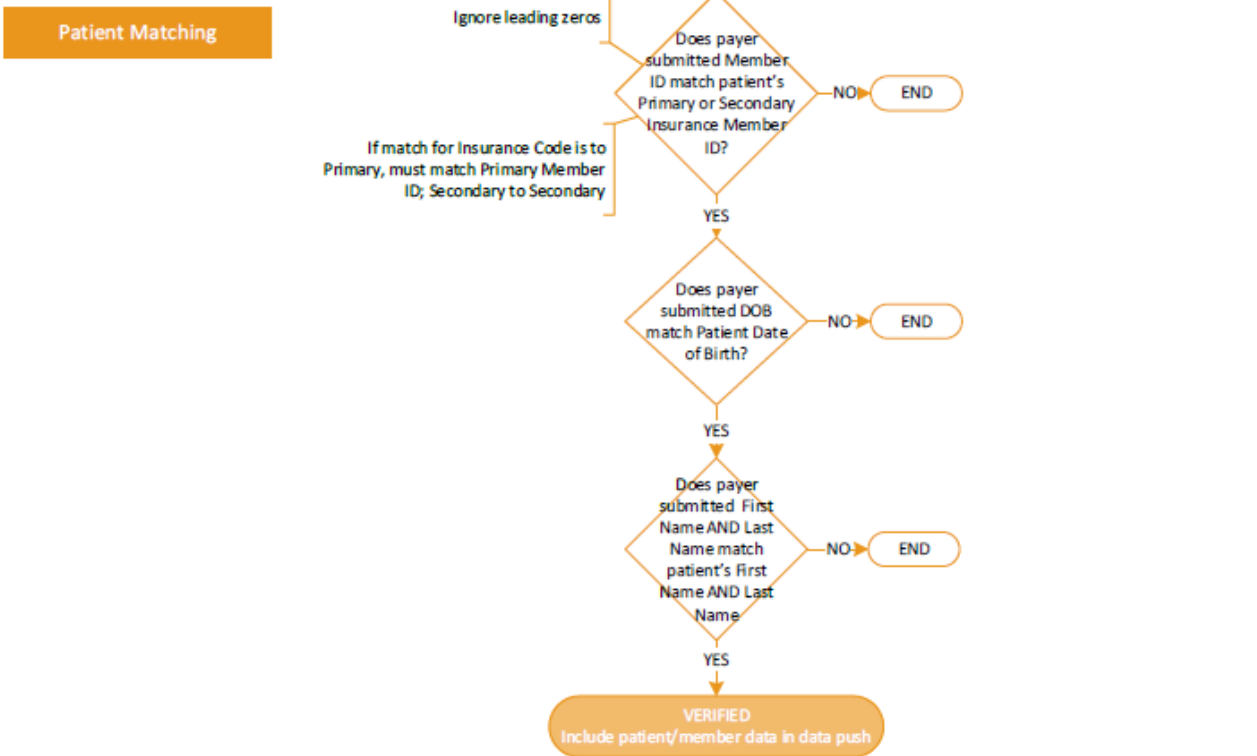 Patient Matching
Ignore leading zeros
Does payer
submitted Member
ID match patient's
Primary or Secondary
Insurance Member
ID?
NO
END
If match for Insurance Code is to
Primary, must match Primary Member
ID; Secondary to Secondary
YES
Does payer
submitted DOB
match Patient Date
of Birth?
NO
END
YES
Does payer
submitted First
Name AND Last
Name match
patient's First
Name AND Last
Name
NO
END
YES
VERIFIED
Include patient/member data in data push